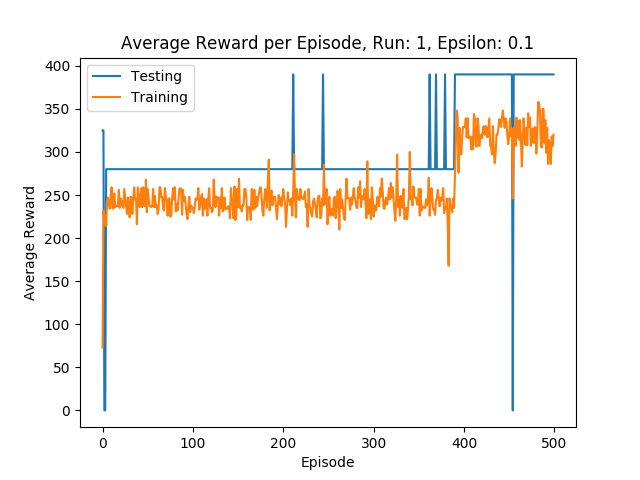 Average Reward per Episode, Run: 1, Epsilon: 0.1
Testing
Training
400
350
300
250
200
150
100
50
0
Average Reward
0 100 200 300 400 500
Episode